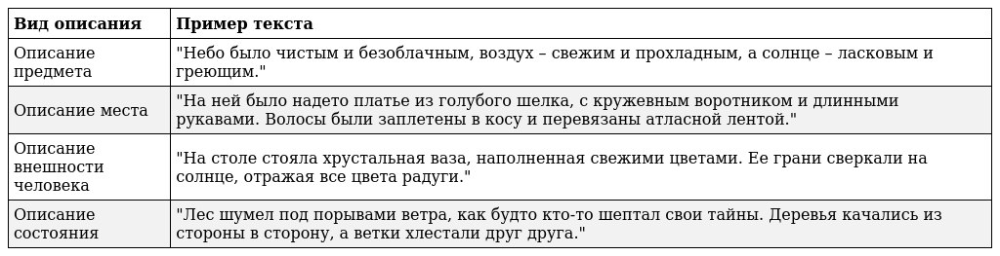 Вид описания Пример текста
Описание предмета "Небо было чистым и безоблачным, воздух – свежим и прохладным, а солнце – ласковым и
греющим."
Описание места "На ней было надето платье из голубого шелка, с кружевным воротником и длинными
рукавами. Волосы были заплетены в косу и перевязаны атласной лентой."
Описание
внешности
человека
"На столе стояла хрустальная ваза, наполненная свежими цветами. Ее грани сверкали на
солнце, отражая все цвета радуги."
Описание
состояния
"Лес шумел под порывами ветра, как будто кто-то шептал свои тайны. Деревья качались из
стороны в сторону, а ветки хлестали друг друга."